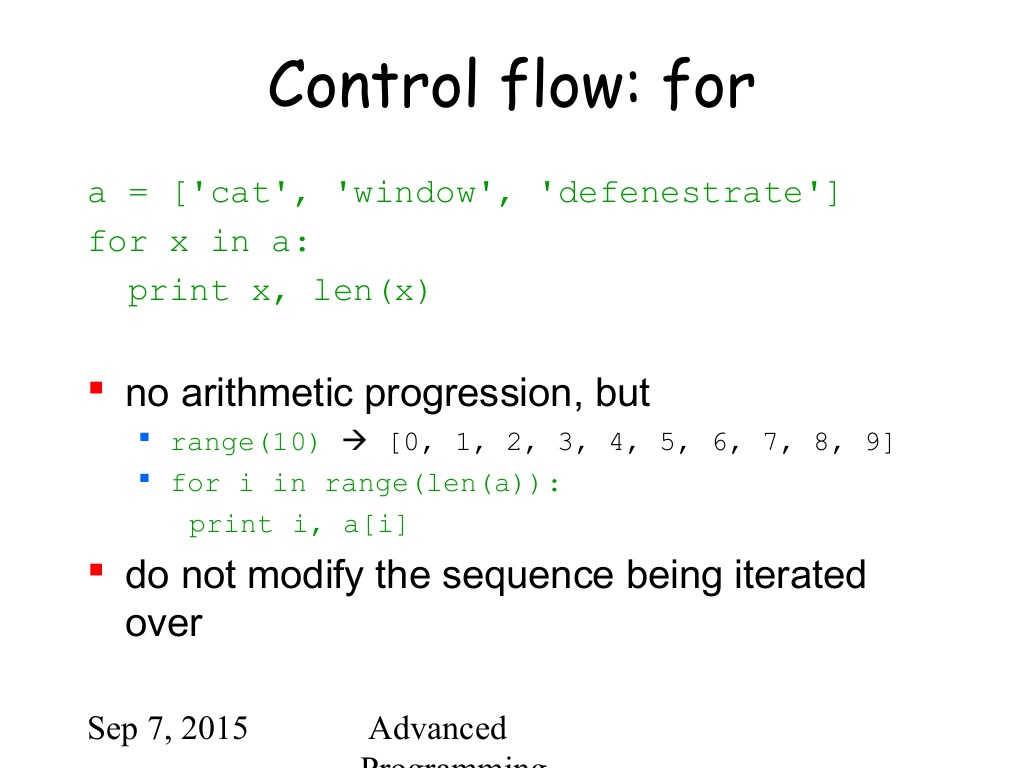 Control flow: for
a = ['cat', 'window', 'defenestrate']
for x in a:
print x, len(x)
no arithmetic progression, but
range(10) → [0, 1, 2, 3, 4, 5, 6, 7, 8, 9]
for i in range(len(a)):
print i, a[i]
do not modify the sequence being iterated
over
Sep 7, 2015 Advanced
Programming